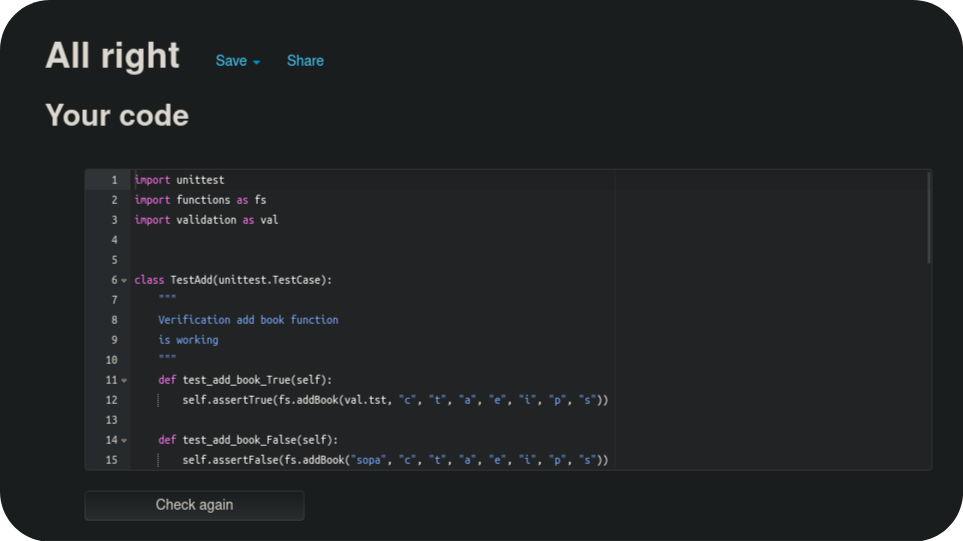 All right Save Share
Your code
1 import unittest
2 import functions as fs
3 import validation as val
4
5
6 class TestAdd(unittest.TestCase):
7     """
8     Verification add book function
9     is working
10     """
11     def test_add_book_True(self):
12         self.assertTrue(fs.addBook(val.tst, "c", "t", "a", "e", "i", "p", "s"))
13
14     def test_add_book_False(self):
15         self.assertFalse(fs.addBook("sopa", "c", "t", "a", "e", "i", "p", "s"))
Check again